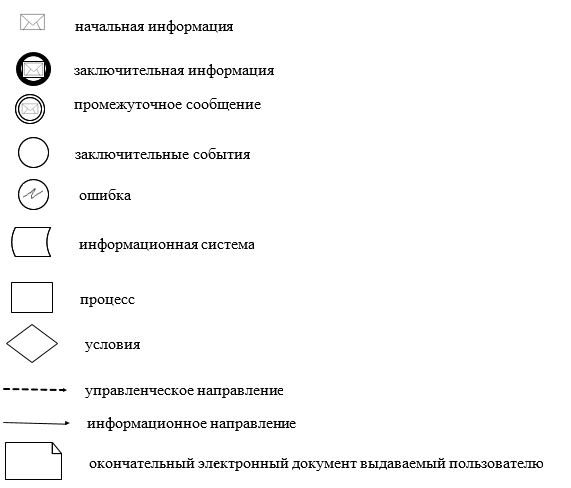 начальная информация
заключительная информация
промежуточное сообщение
заключительные события
ошибка
информационная система
процесс
условия
управленческое направление
информационное направление
окончательный электронный документ выдаваемый пользователю